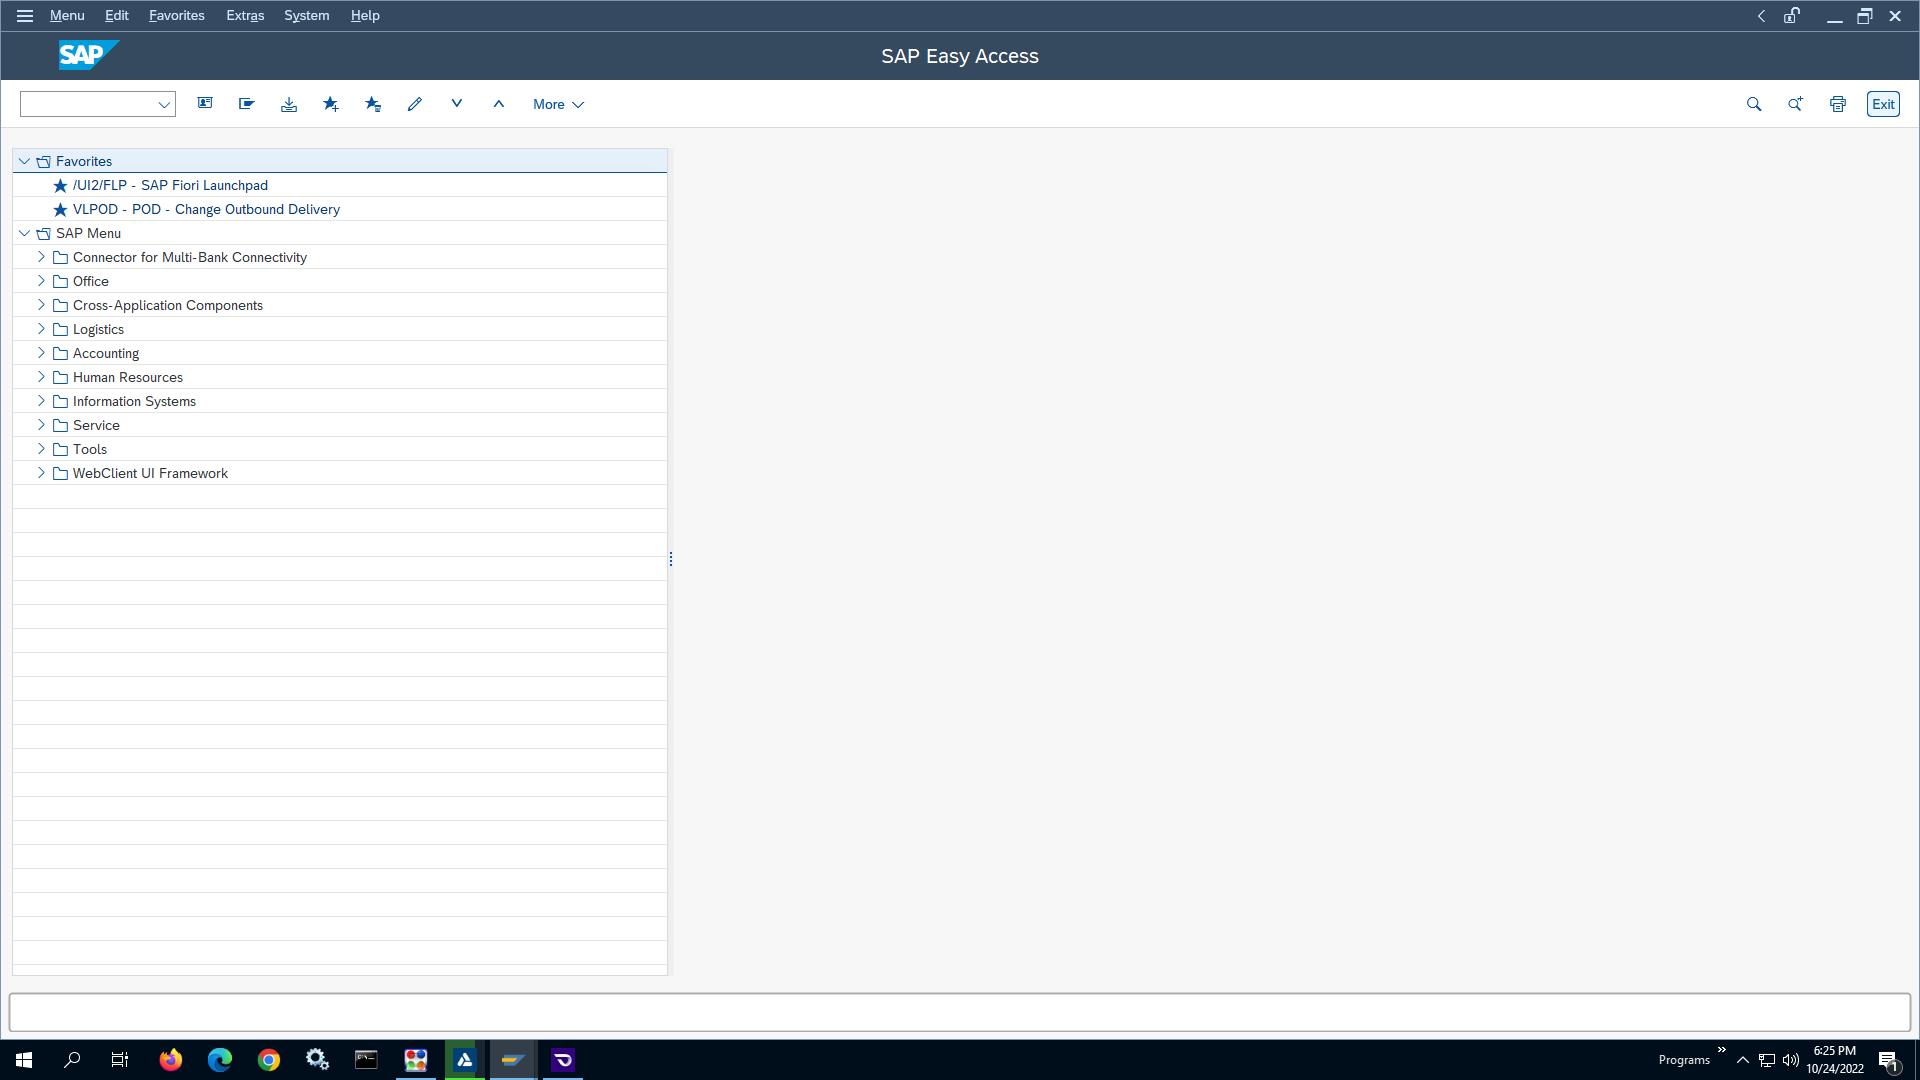 Menu Edit Favorites Extras System Help
SAP SAP Easy Access
More Exit
Favorites
/UI2/FLP - SAP Fiori Launchpad
VLPOD - POD - Change Outbound Delivery
SAP Menu
Connector for Multi-Bank Connectivity
Office
Cross-Application Components
Logistics
Accounting
Human Resources
Information Systems
Service
Tools
WebClient UI Framework
Programs
6:25 PM
10/24/2022
1